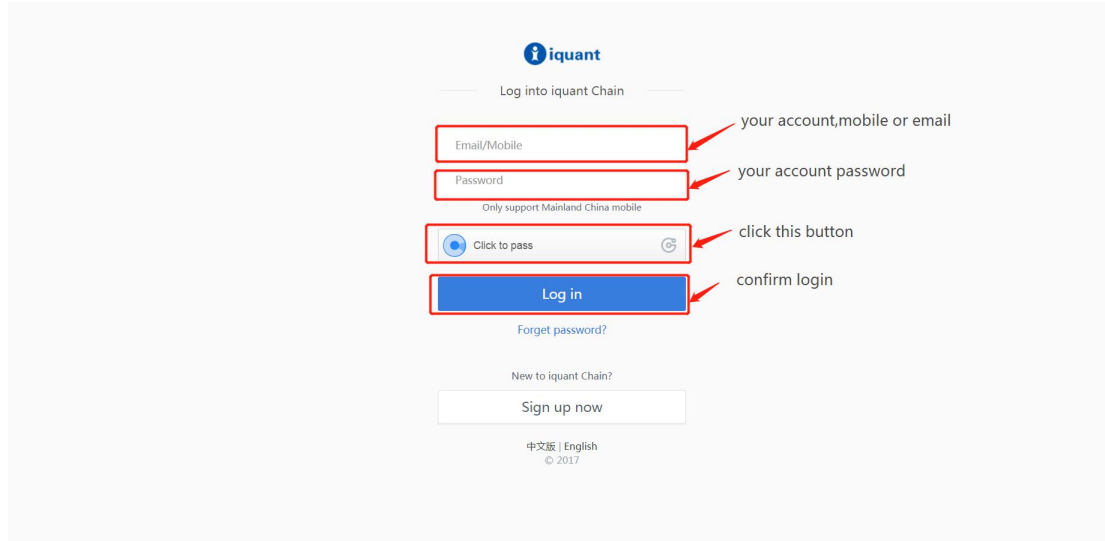 iquant
Log into iquant Chain
your account,mobile or email
Email/Mobile
your account password
Password
Only support Mainland China mobile
click this button
Click to pass
confirm login
Log in
Forget password?
New to iquant Chain?
Sign up now
中文版 | English
© 2017